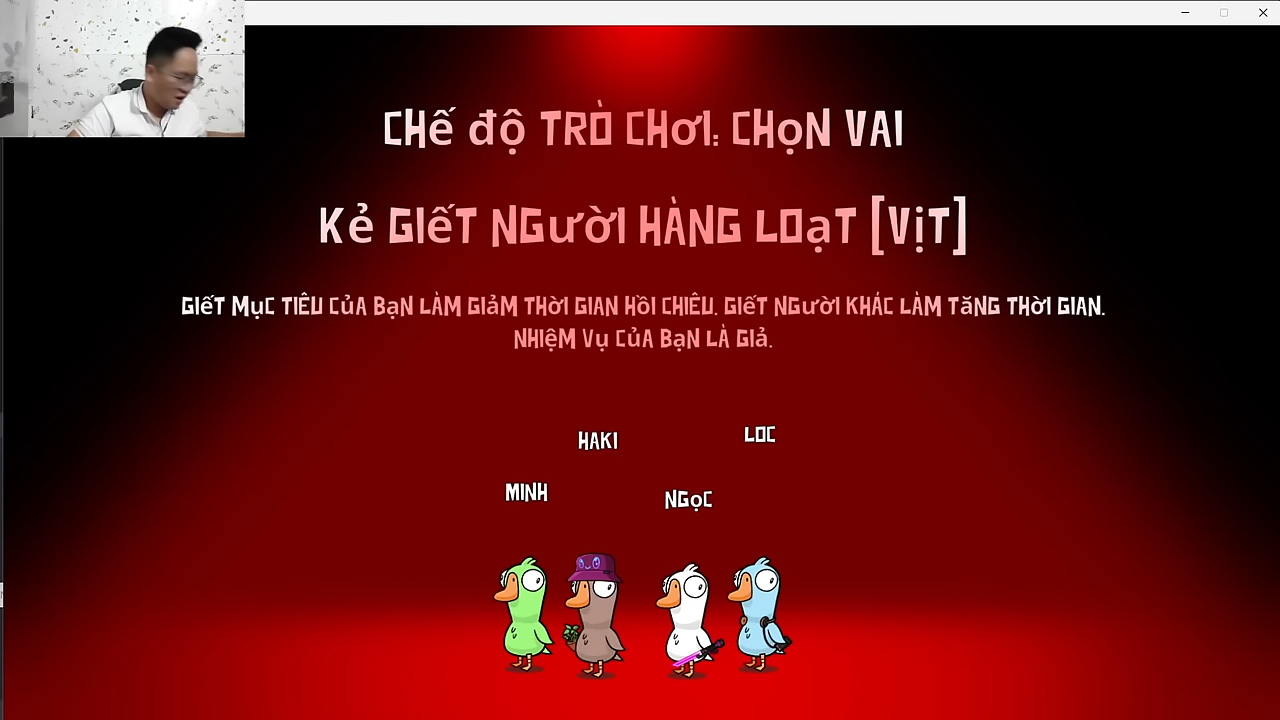 CHế độ TRÒ CHơI: CHọN VAI
Kẻ GIếT NGườI HÀNG LOạT [VịT]
GIếT MụC TIÊU CủA BạN LÀM GIảM THờI GIAN HồI CHIÊU. GIếT NGườI KHÁC LÀM TăNG THờI GIAN.
NHIệM Vụ CủA BạN LÀ GIả.
HAKI
LOC
MINH
NGọC